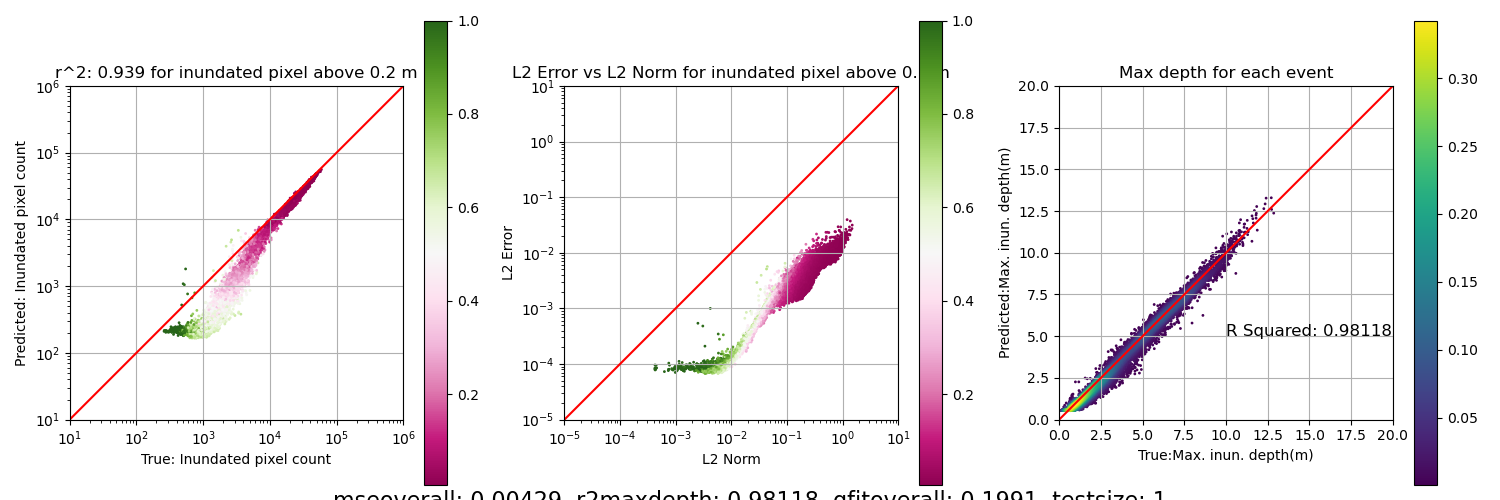 r^2: 0.939 for inundated pixel above 0.2 m
Predicted: Inundated pixel count
10^6
10^5
10^4
10^3
10^2
10^1
10^1 10^2 10^3 10^4 10^5 10^6
True: Inundated pixel count
1.0
0.8
0.6
0.4
0.2
L2 Error vs L2 Norm for inundated pixel above 0.
L2 Error
10^1
10^0
10^-1
10^-2
10^-3
10^-4
10^-5
10^-5 10^-4 10^-3 10^-2 10^-1 10^0 10^1
L2 Norm
1.0
0.8
0.6
0.4
0.2
Max depth for each event
Predicted:Max. inun. depth(m)
20.0
17.5
15.0
12.5
10.0
7.5
5.0
2.5
0.0
R Squared: 0.98118
0.0 2.5 5.0 7.5 10.0 12.5 15.0 17.5 20.0
True:Max. inun. depth(m)
0.30
0.25
0.20
0.15
0.10
0.05
mseoverall: 0.00429, r2maxdepth: 0.98118, gfitoverall: 0.1991, testsize: 1